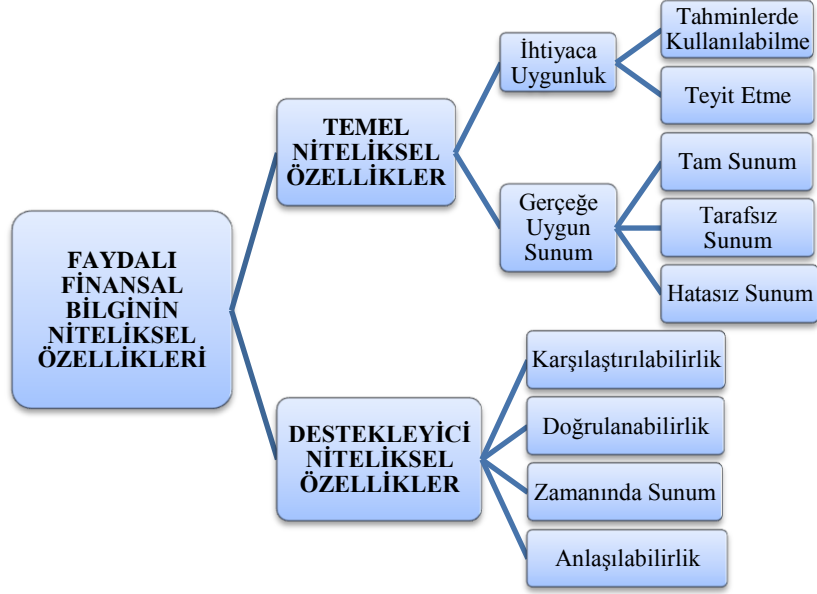 FAYDALI
FİNANSAL
BİLGİNİN
NİTELİKSEL
ÖZELLİKLERİ
TEMEL
NİTELİKSEL
ÖZELLİKLER
İhtiyaca
Uygunluk
Tahminlerde
Kullanılabilme
Teyit Etme
Gerçeğe
Uygun
Sunum
Tam Sunum
Tarafsız
Sunum
Hatasız Sunum
DESTEKLEYİCİ
NİTELİKSEL
ÖZELLİKLER
Karşılaştırılabilirlik
Doğrulanabilirlik
Zamanında Sunum
Anlaşılabilirlik